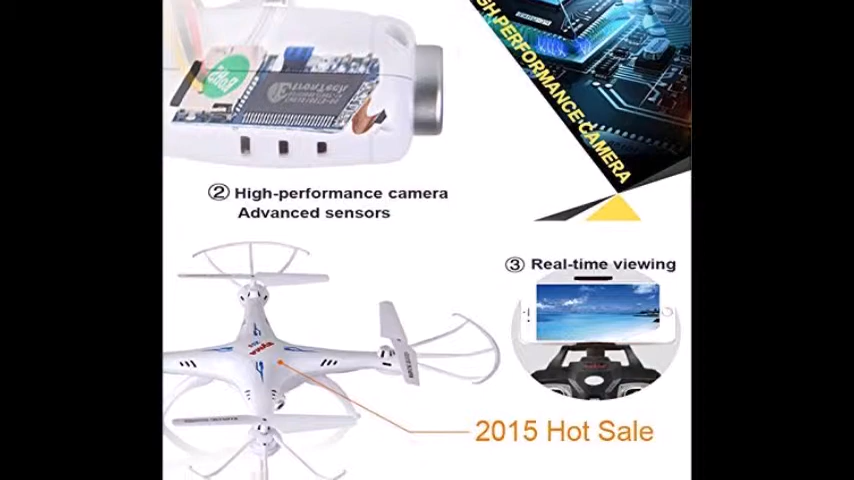 HIGH PERFORMANCE CAMERA
② High-performance camera
Advanced sensors
③ Real-time viewing
2015 Hot Sale